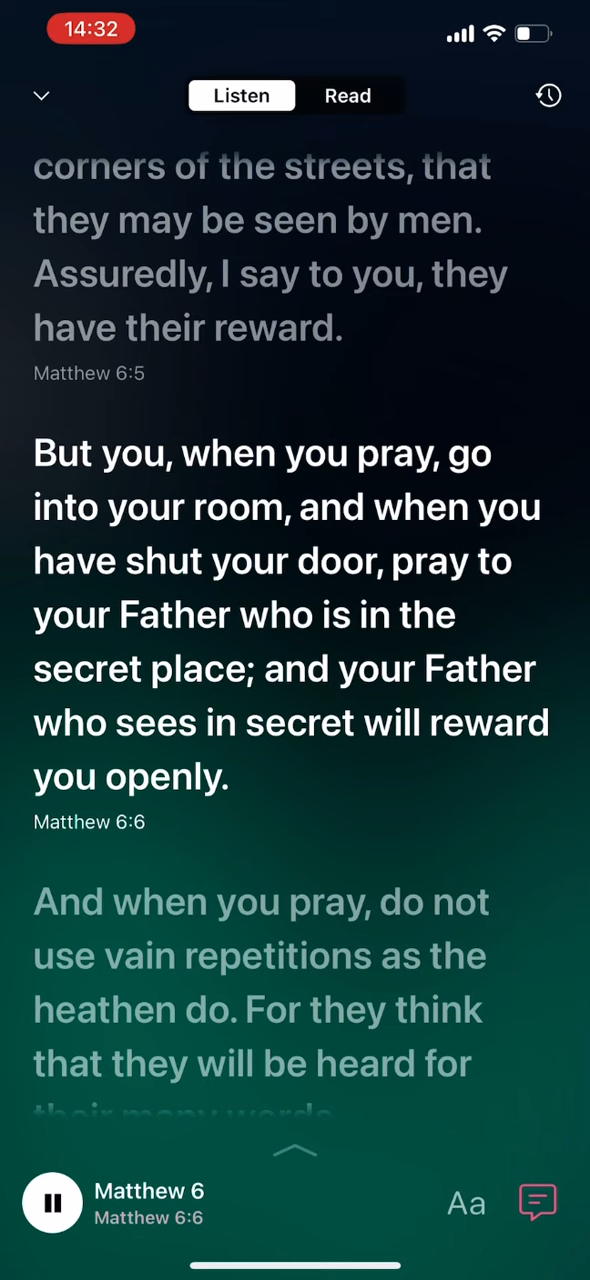 14:32
Listen
Read
corners of the streets, that
they may be seen by men.
Assuredly, I say to you, they
have their reward.
Matthew 6:5
But you, when you pray, go
into your room, and when you
have shut your door, pray to
your Father who is in the
secret place; and your Father
who sees in secret will reward
you openly.
Matthew 6:6
And when you pray, do not
use vain repetitions as the
heathen do. For they think
that they will be heard for
their many words.
Matthew 6
Matthew 6:6
Aa